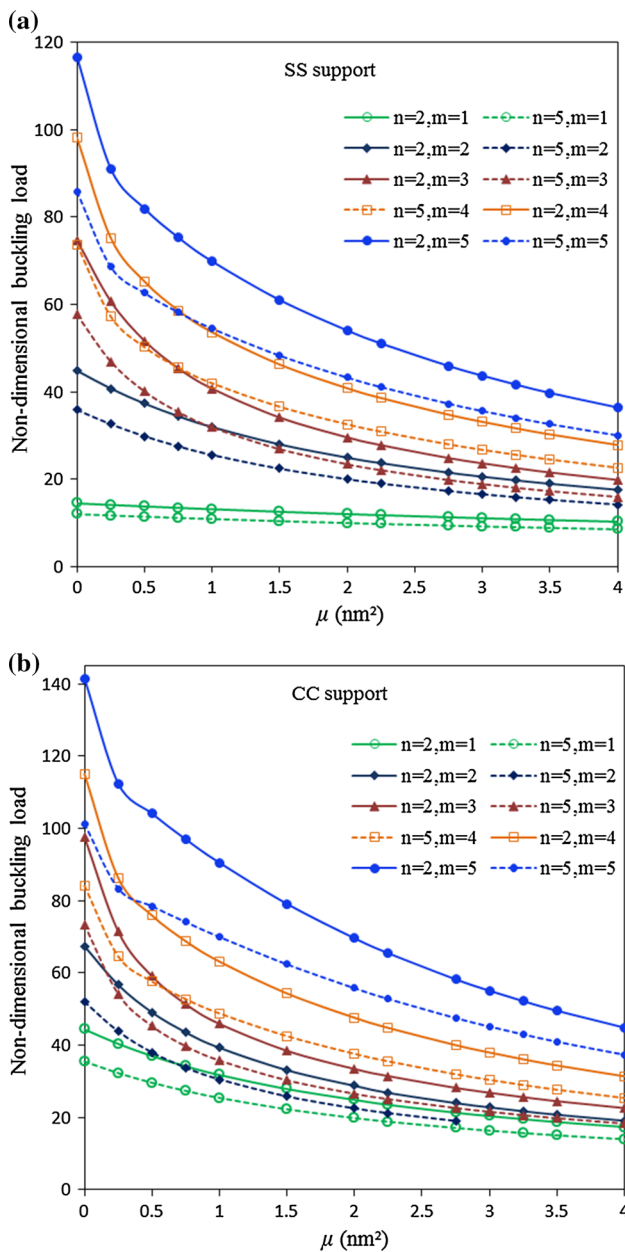 (a)
120
100
80
60
40
20
0
Non-dimensional buckling load
SS support
n=2,m=1 n=5,m=1
n=2,m=2 n=5,m=2
n=2,m=3 n=5,m=3
n=5,m=4 n=2,m=4
n=2,m=5 n=5,m=5
0 0.5 1 1.5 2 2.5 3 3.5 4
μ (nm²)
(b)
140
120
100
80
60
40
20
0
Non-dimensional buckling load
CC support
n=2,m=1 n=5,m=1
n=2,m=2 n=5,m=2
n=2,m=3 n=5,m=3
n=5,m=4 n=2,m=4
n=2,m=5 n=5,m=5
0 0.5 1 1.5 2 2.5 3 3.5 4
μ (nm²)